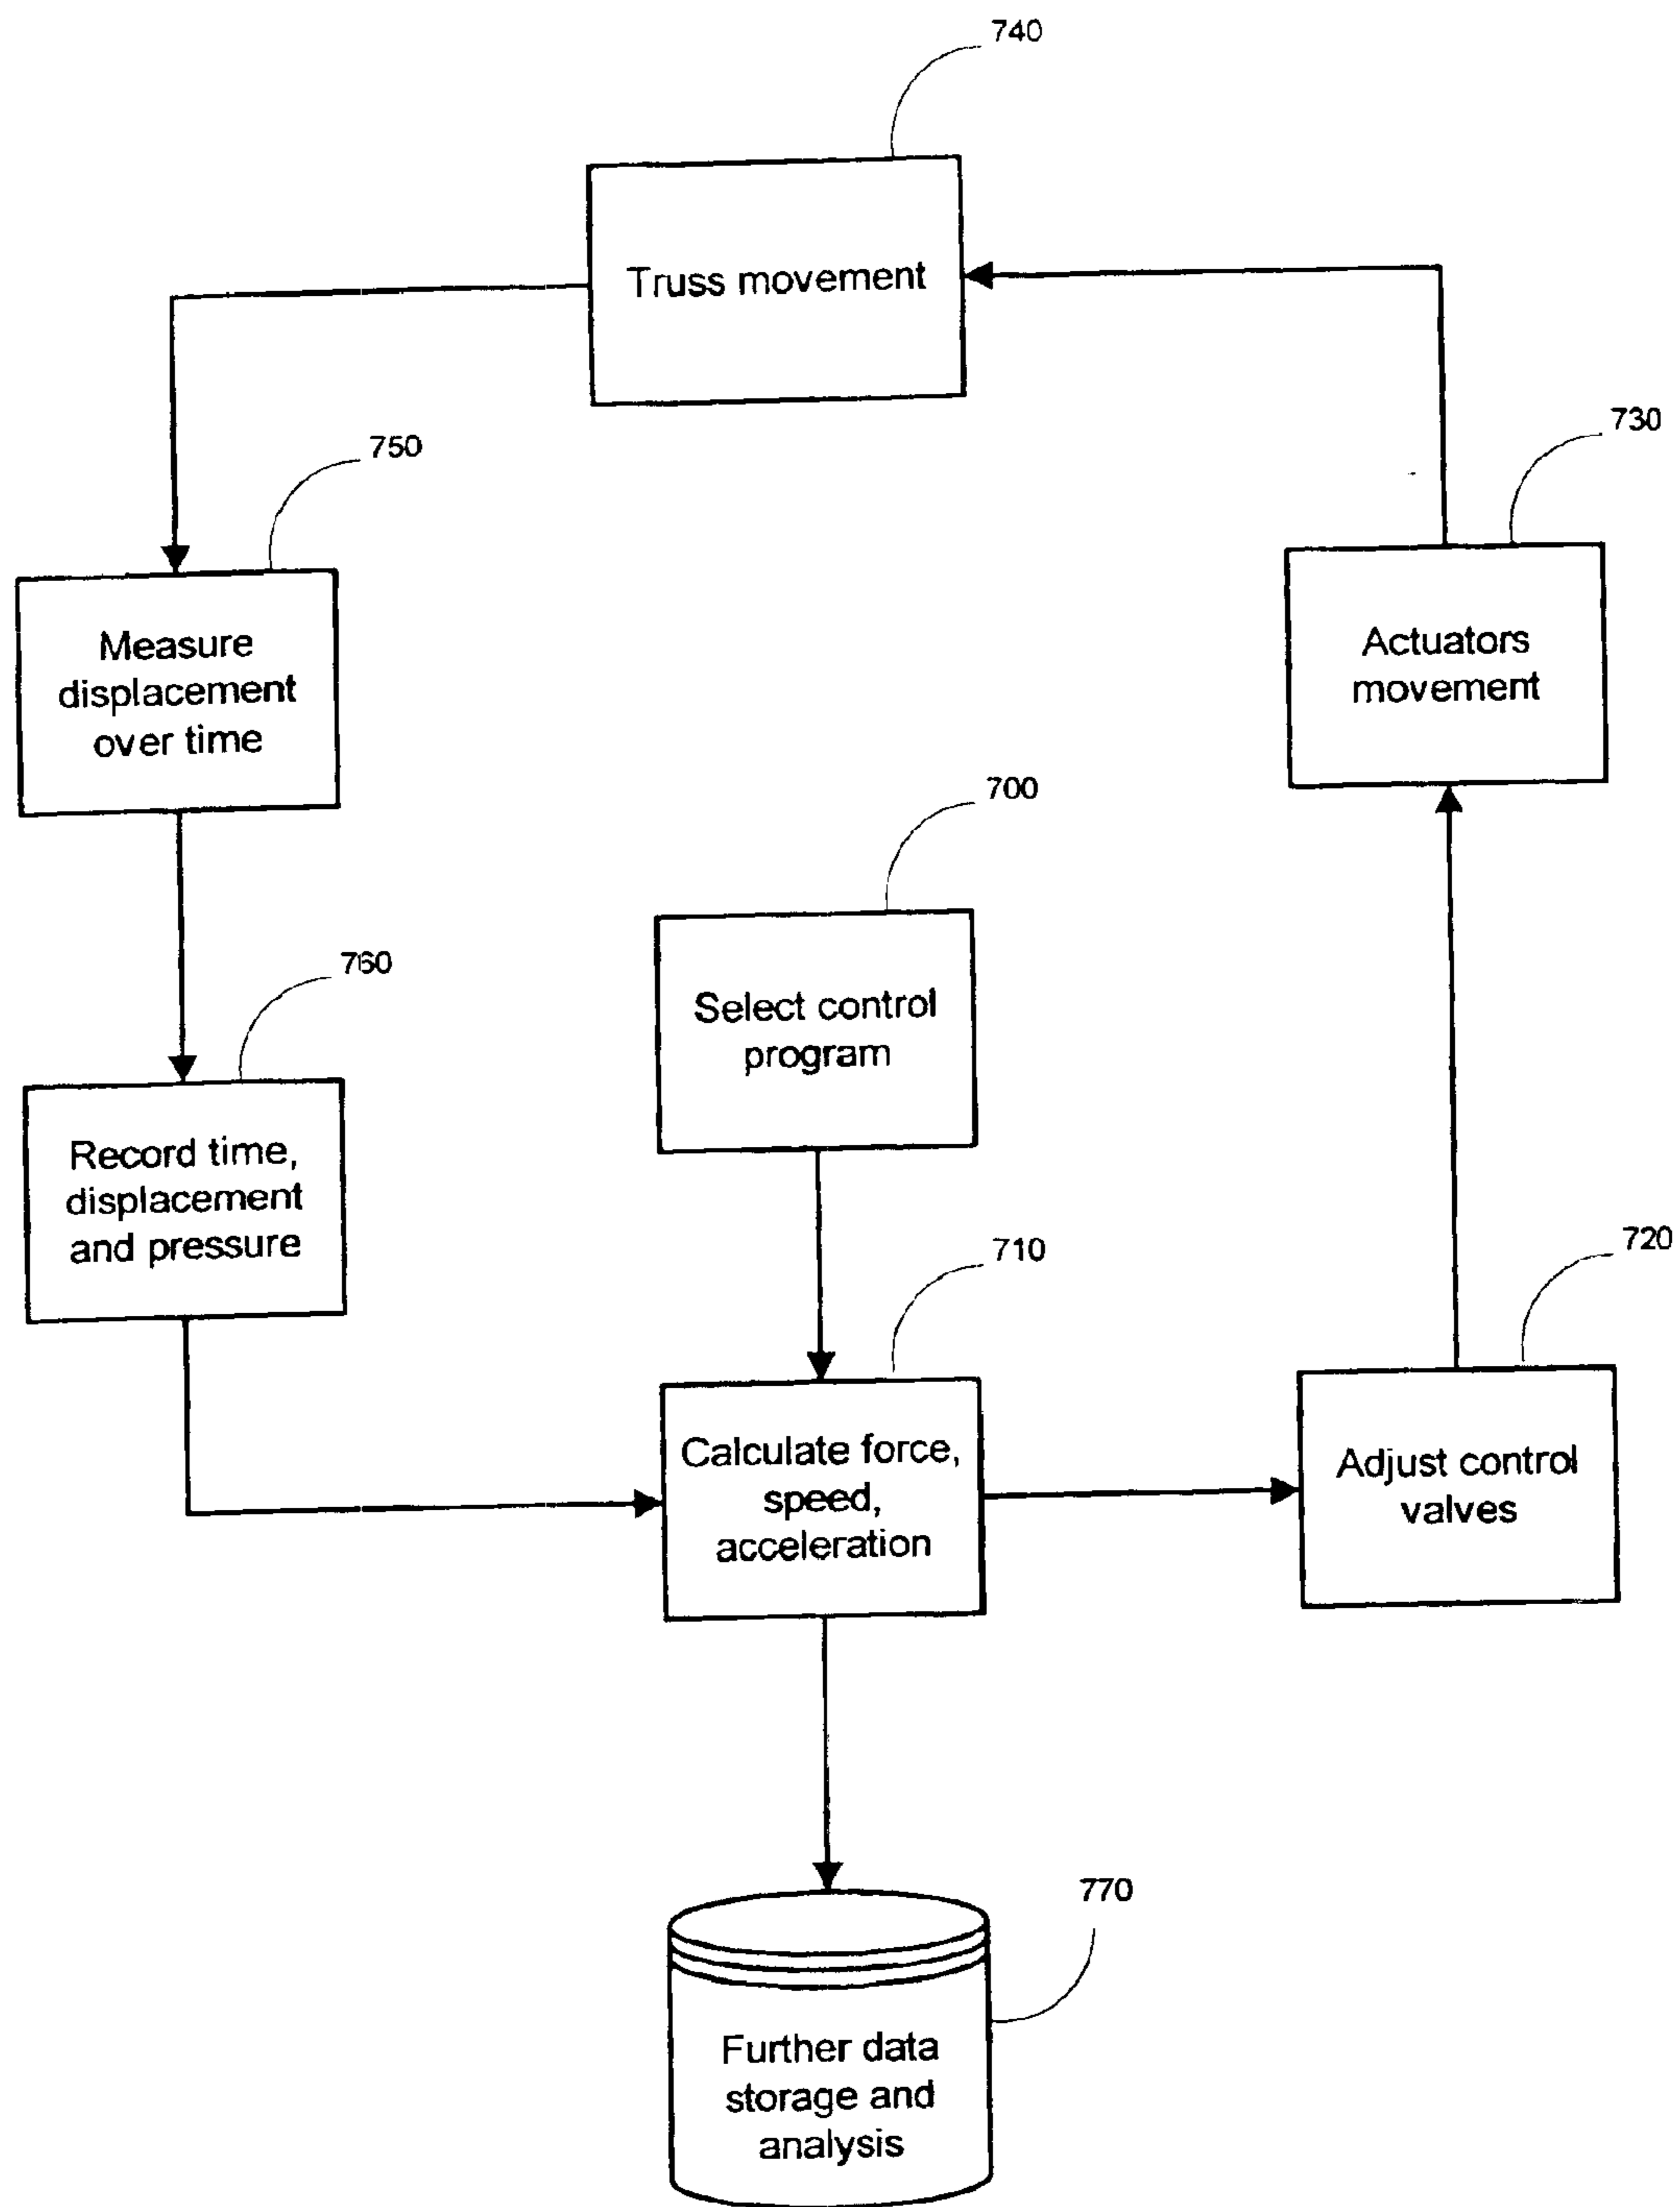 740
Truss movement
730
750
Actuators
movement
Measure
displacement
over time
700
Select control
program
760
Record time,
displacement
and pressure
710
720
Calculate force,
speed,
acceleration
Adjust control
valves
770
Further data
storage and
analysis